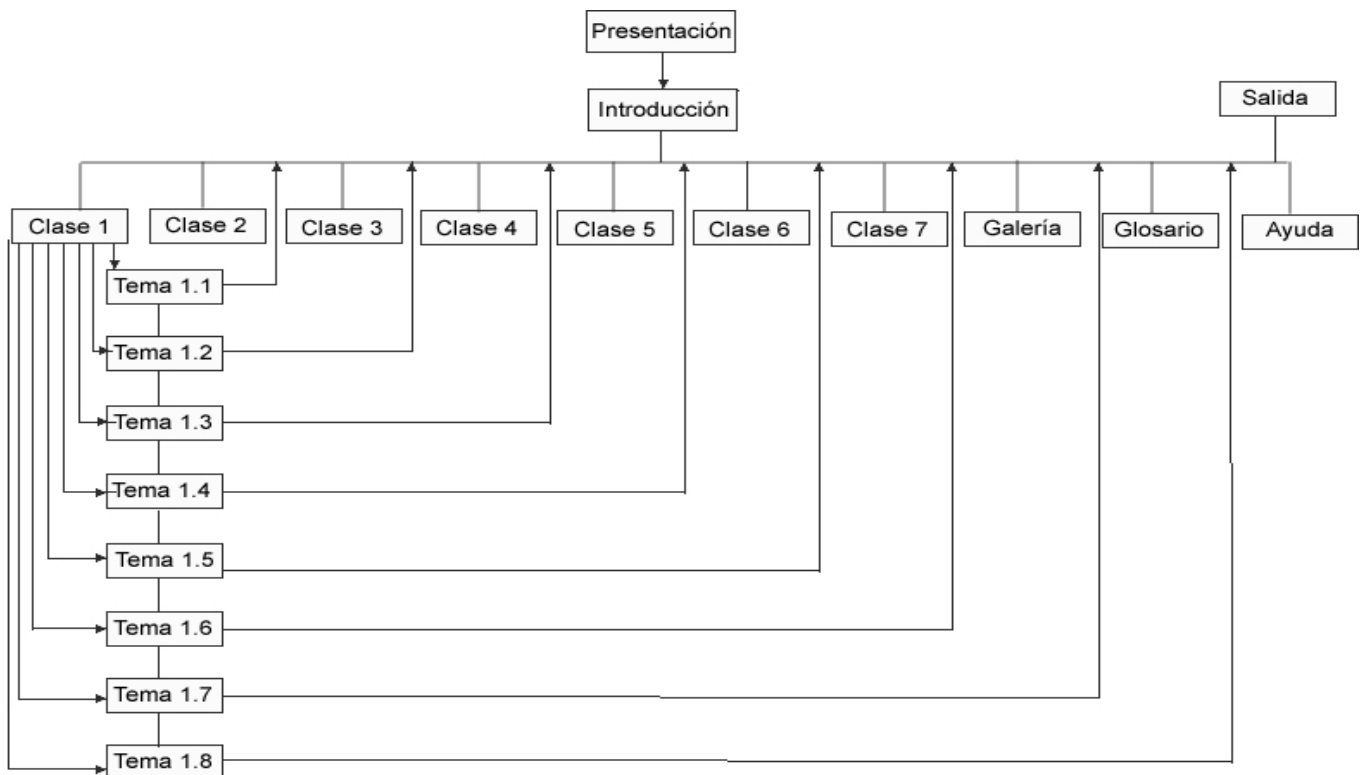 Presentación
Introducción
Salida
Clase 1
Clase 2
Clase 3
Clase 4
Clase 5
Clase 6
Clase 7
Galería
Glosario
Ayuda
Tema 1.1
Tema 1.2
Tema 1.3
Tema 1.4
Tema 1.5
Tema 1.6
Tema 1.7
Tema 1.8